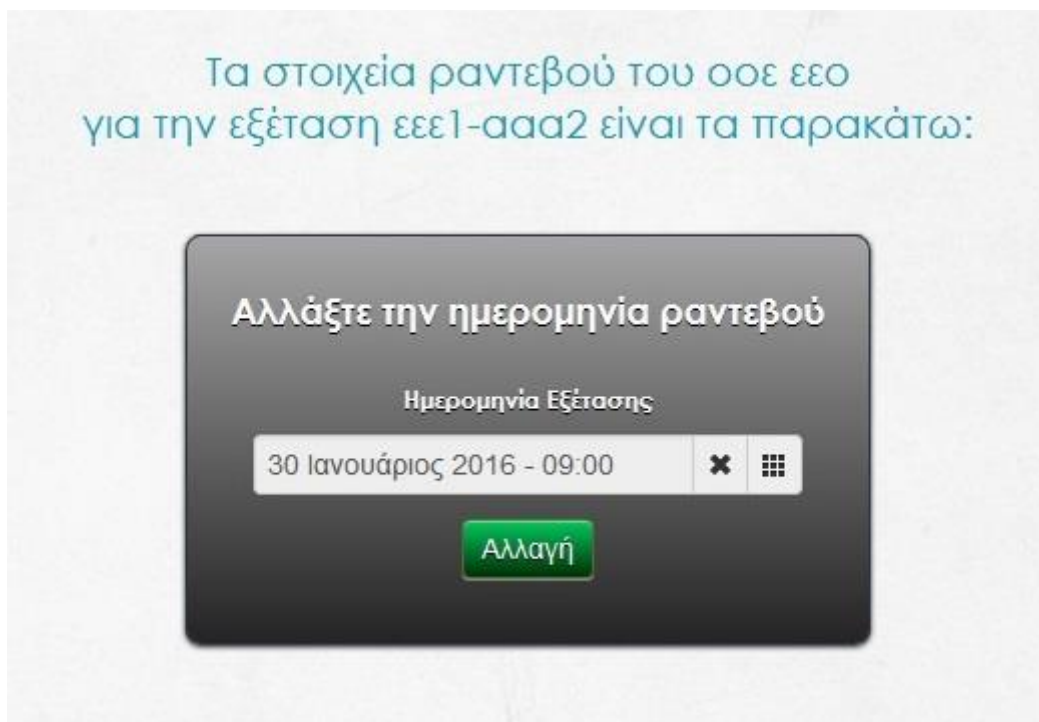 Τα στοιχεία ραντεβού του οοε εεο
για την εξέταση εεε1-ααα2 είναι τα παρακάτω:
Αλλάξτε την ημερομηνία ραντεβού
Ημερομηνία Εξέτασης
30 Ιανουάριος 2016 - 09:00
Αλλαγή